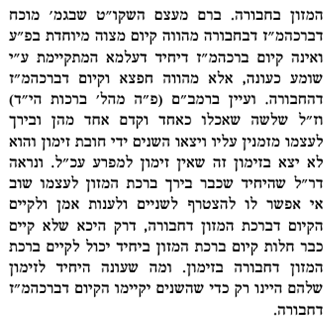 המזון בחבורה. ברם מעצם השקו״ט שבגמ׳ מוכח
דברכהמ״ז דבחבורה מהווה קיום מצוה מיוחדת בפ״ע
ואינה קיום ברכהמ״ז דיחיד דעלמא המתקיימת ע״י
שומע כעונה, אלא מהווה חפצא וקיום דברכהמ״ז
דהחבורה. ועיין ברמב״ם (פ״ה מהל׳ ברכות הי״ד)
וז״ל שלשה שאכלו כאחד וקדם אחד מהן ובירך
לעצמו מזמנין עליו ויצאו השנים ידי חובת זימון והוא
לא יצא בזימון זה שאין זימון למפרע עכ״ל. ונראה
דר״ל שהיחיד שכבר בירך ברכת המזון לעצמו שוב
אי אפשר לו להצטרף לשניים ולענות אמן ולקיים
הקיום דברכת המזון דחבורה, דרק היכא שלא קיים
כבר חלות קיום ברכת המזון ביחיד יכול לקיים ברכת
המזון דחבורה בזימון. ומה שעונה היחיד לזימון
שלהם היינו רק כדי שהשנים יקיימו הקיום דברכהמ״ז
דחבורה.